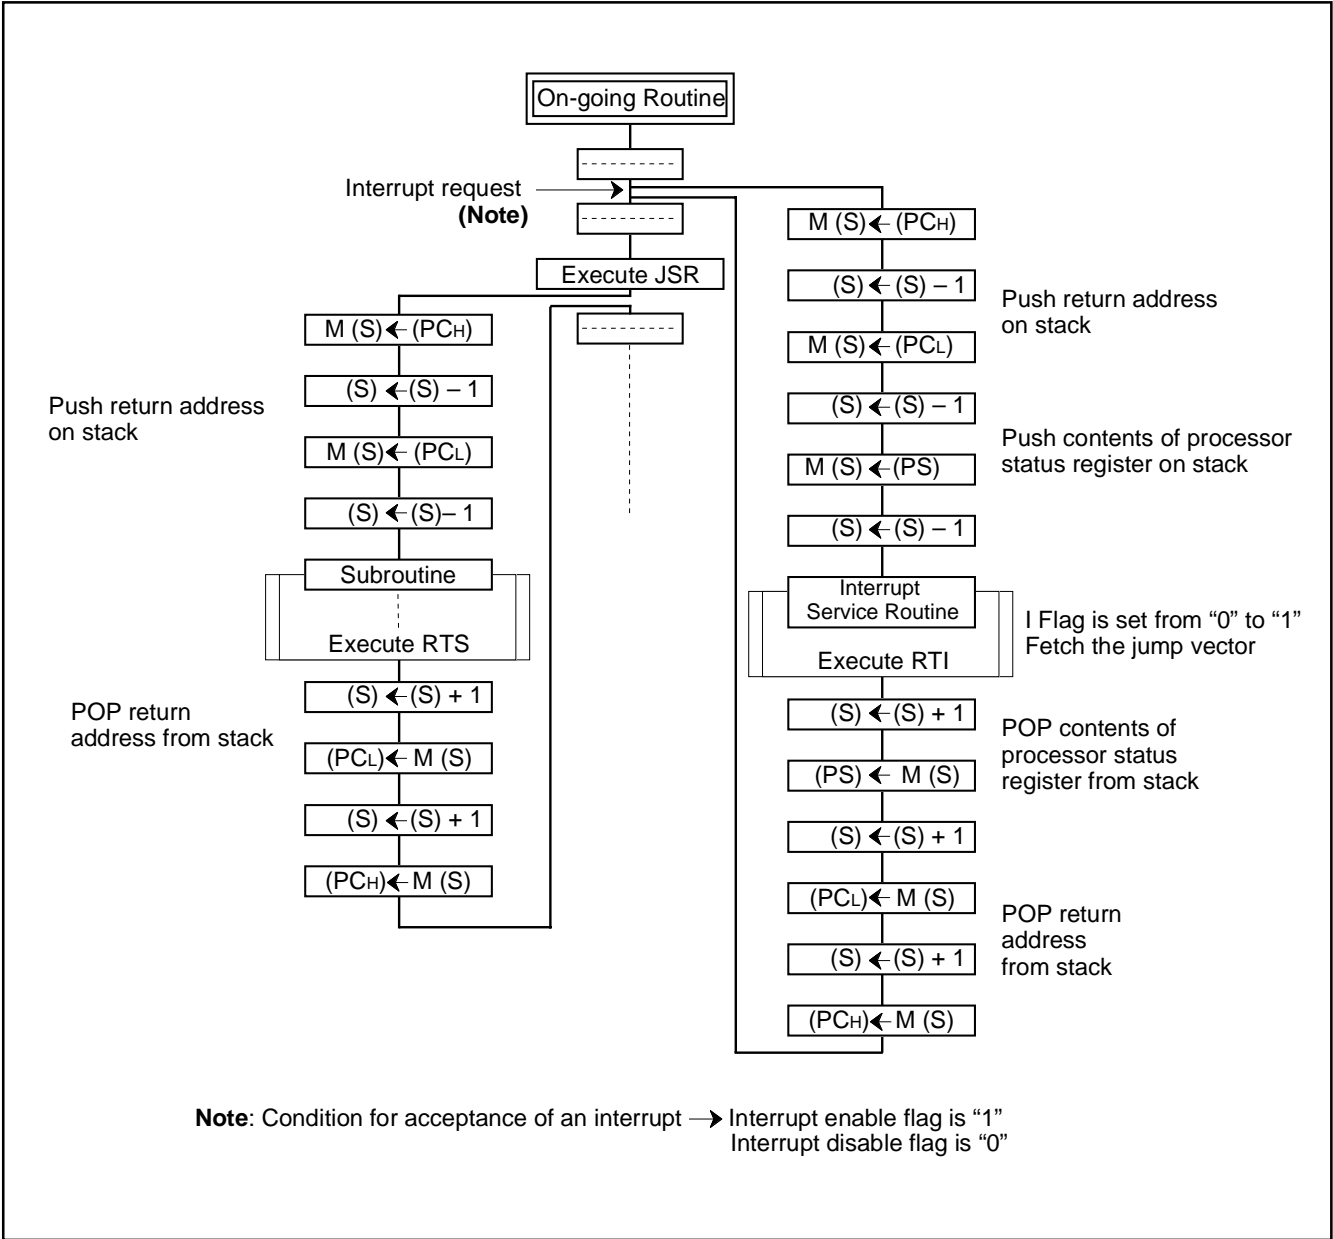 On-going Routine
Interrupt request
(Note)
Execute JSR
M (S) ← (PCH)
(S) ← (S) – 1
M (S) ← (PCL)
(S) ← (S)– 1
Push return address
on stack
Subroutine
Execute RTS
(S) ← (S) + 1
(PCL) ← M (S)
(S) ← (S) + 1
(PCH) ← M (S)
POP return
address from stack
M (S) ← (PCH)
(S) ← (S) – 1
M (S) ← (PCL)
(S) ← (S) – 1
M (S) ← (PS)
(S) ← (S) – 1
Push return address
on stack
Push contents of processor
status register on stack
Interrupt
Service Routine
Execute RTI
I Flag is set from “0” to “1”
Fetch the jump vector
(S) ← (S) + 1
(PS) ← M (S)
(S) ← (S) + 1
(PCL) ← M (S)
(S) ← (S) + 1
(PCH) ← M (S)
POP contents of
processor status
register from stack
POP return
address
from stack
Note: Condition for acceptance of an interrupt → Interrupt enable flag is “1”
Interrupt disable flag is “0”